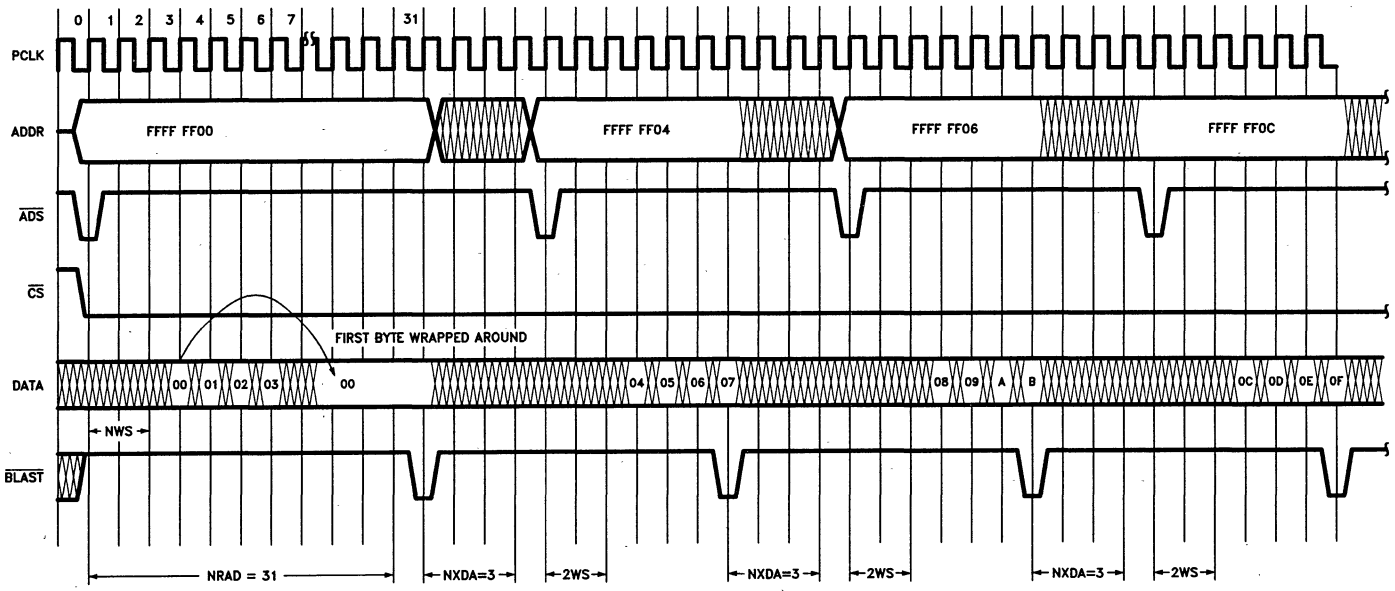 0 1 2 3 4 5 6 7 31
PCLK
ADDR FFFF FF00 FFFF FF04 FFFF FF06 FFFF FF0C
ADS
CS
FIRST BYTE WRAPPED AROUND
DATA 00 01 02 03 00 04 05 06 07 08 09 A B 0C 0D 0E 0F
NWS
BLAST
NRAD = 31 NXDA=3 2WS NXDA=3 2WS NXDA=3 2WS